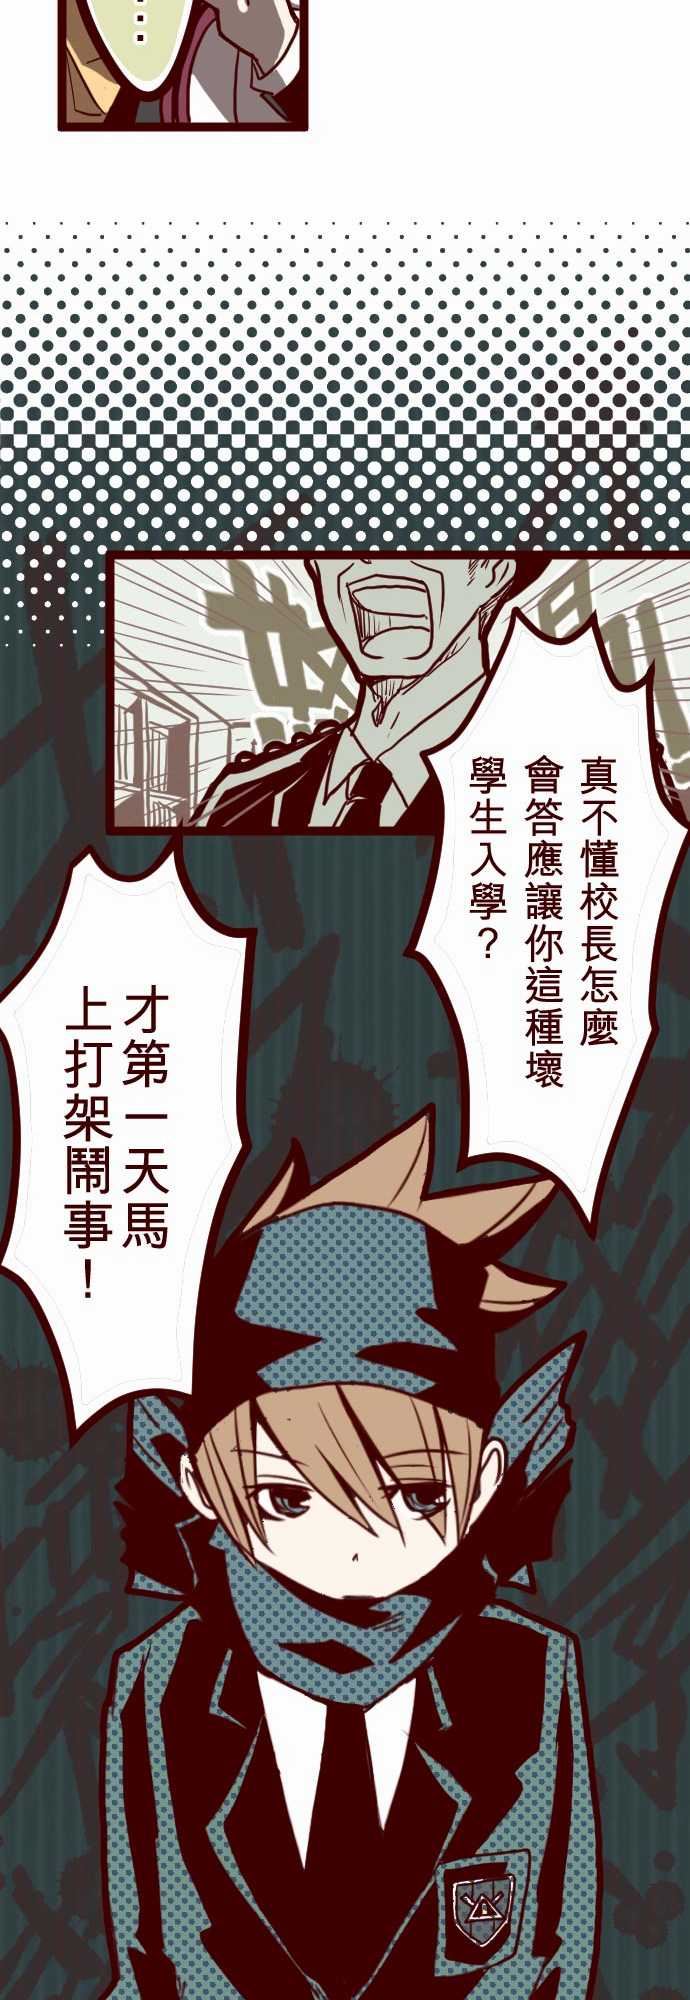 ⋯
真不懂校長怎麼
會答應讓你這種壞
學生入學？
才第一天馬
上打架鬧事！